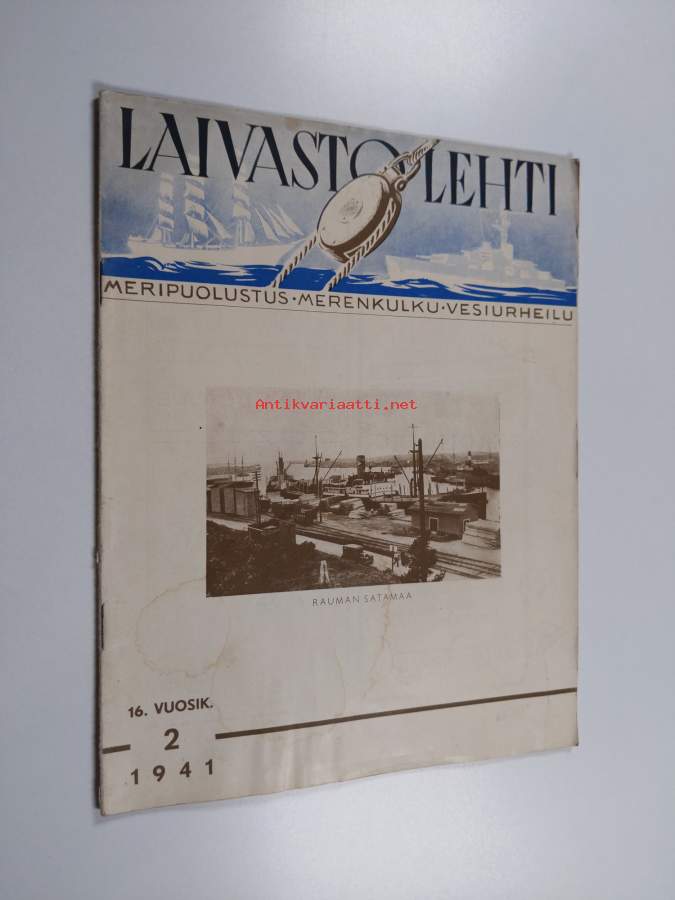 LAIVASTOLEHTI
MERIPUOLUSTUS·MERENKULKU·VESIURHEILU
Antikvariaatti.net
RAUMAN SATAMAA
16. VUOSIK.
2
1941